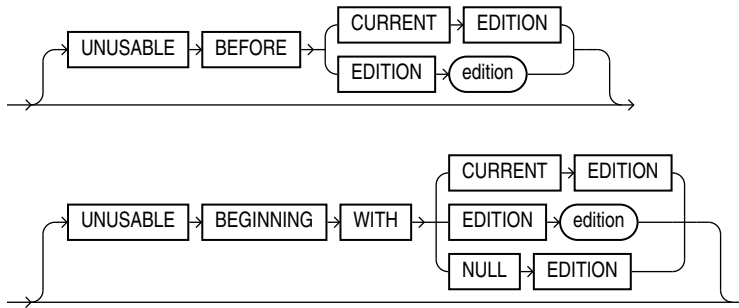 CURRENT EDITION
UNUSABLE BEFORE
EDITION edition
CURRENT EDITION
UNUSABLE BEGINNING WITH EDITION edition
NULL EDITION